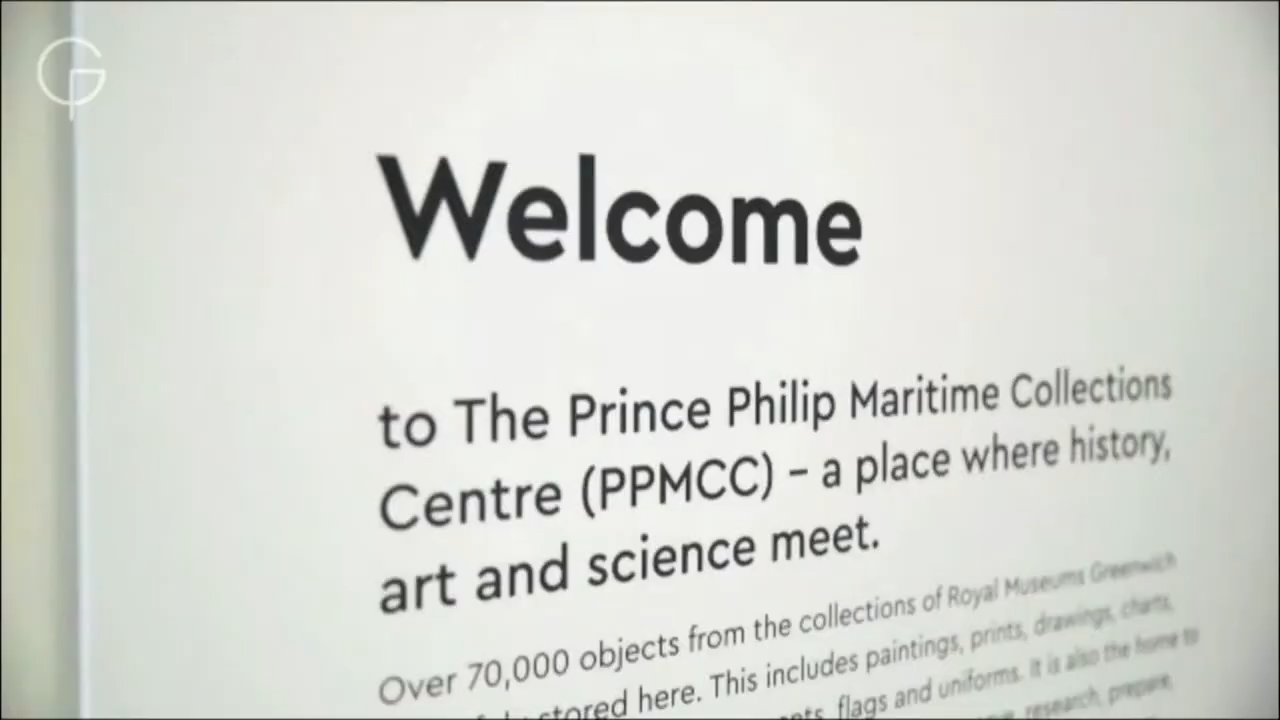 Welcome
to The Prince Philip Maritime Collections
Centre (PPMCC) – a place where history,
art and science meet.
Over 70,000 objects from the collections of Royal Museums Greenwich
stored here. This includes paintings, prints, drawings, charts,
flags and uniforms. It is also the home to
research, prepare,